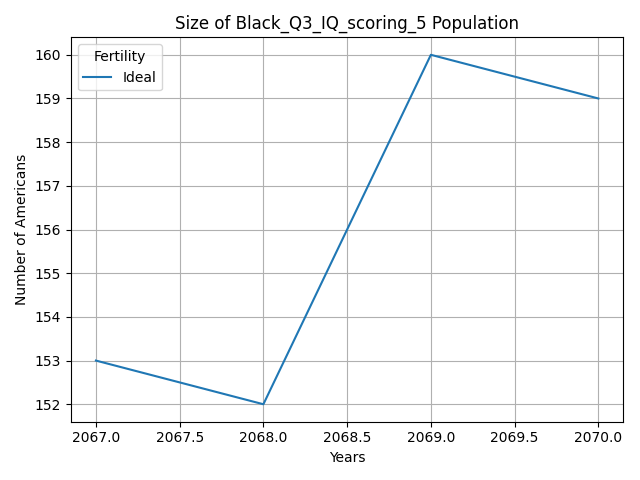 Size of Black_Q3_IQ_scoring_5 Population
Fertility
Ideal
160
159
158
157
156
155
154
153
152
Number of Americans
2067.0 2067.5 2068.0 2068.5 2069.0 2069.5 2070.0
Years